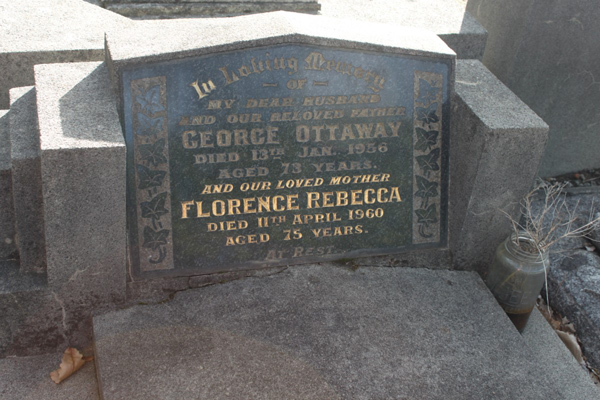 In Loving Memory
— OF —
MY DEAR HUSBAND
AND OUR BELOVED FATHER
GEORGE OTTAWAY
DIED 13TH JAN. 1956
AGED 73 YEARS.
AND OUR LOVED MOTHER
FLORENCE REBECCA
DIED 11TH APRIL 1960
AGED 75 YEARS.
AT REST